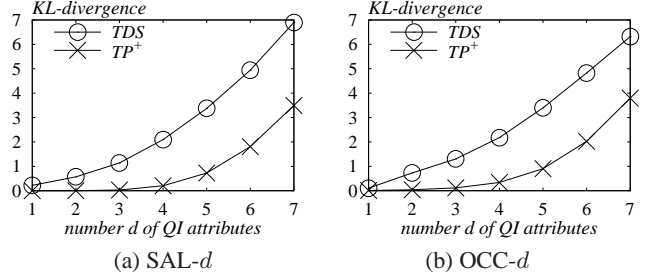 KL-divergence
7
6
5
4
3
2
1
0
TDS
TP+
1 2 3 4 5 6 7
number d of QI attributes
(a) SAL-d
KL-divergence
7
6
5
4
3
2
1
0
TDS
TP+
1 2 3 4 5 6 7
number d of QI attributes
(b) OCC-d